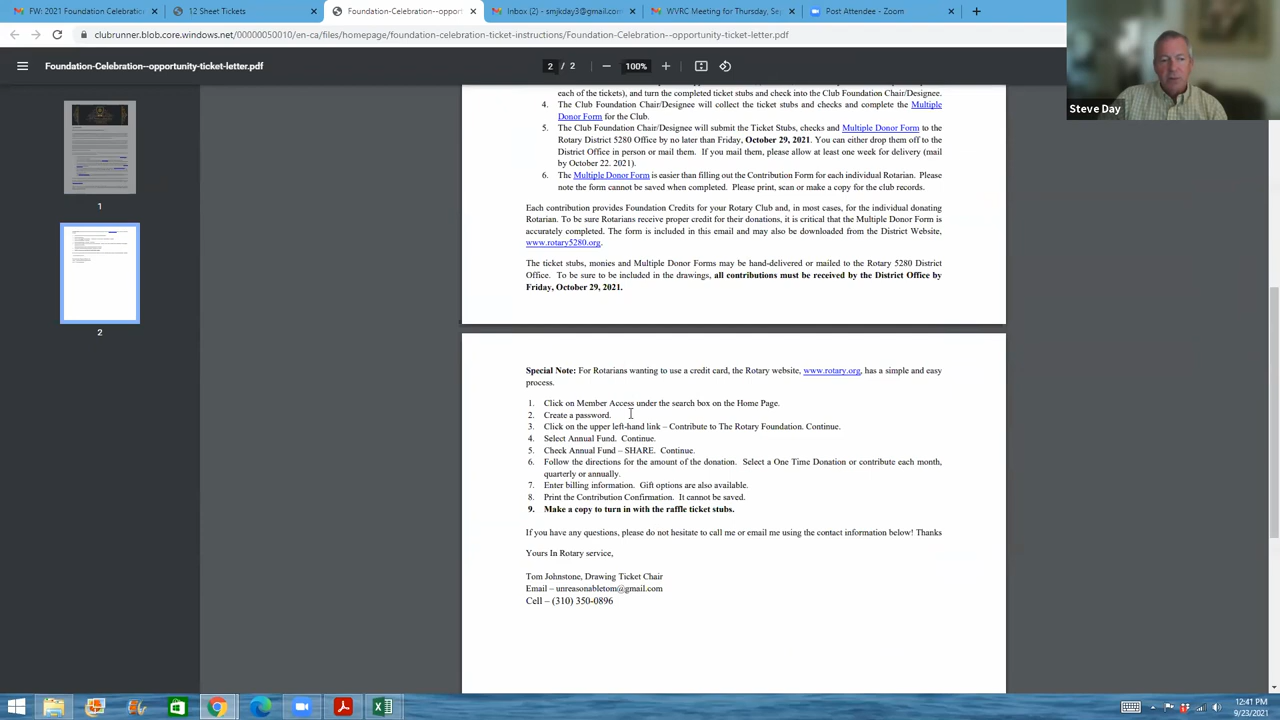 FW: 2021 Foundation Celebration
12 Sheet Tickets
Foundation-Celebration--opport
Inbox (20) - smjkday3@gmail.co
WVRC Meeting for Thursday, Sep
Post Attendee - Zoom
clubrunner.blob.core.windows.net/00000050010/en-ca/files/homepage/foundation-celebration-ticket-instructions/Foundation-Celebration--opportunity-ticket-letter.pdf
Foundation-Celebration--opportunity-ticket-letter.pdf
2 / 2
100%
Steve Day
1
2
each of the tickets), and turn the completed ticket stubs and check into the Club Foundation Chair/Designee.
4. The Club Foundation Chair/Designee will collect the ticket stubs and checks and complete the Multiple
Donor Form for the Club.
5. The Club Foundation Chair/Designee will submit the Ticket Stubs, checks and Multiple Donor Form to the
Rotary District 5280 Office by no later than Friday, October 29, 2021. You can either drop them off to the
District Office in person or mail them. If you mail them, please allow at least one week for delivery (mail
by October 22. 2021).
6. The Multiple Donor Form is easier than filling out the Contribution Form for each individual Rotarian. Please
note the form cannot be saved when completed. Please print, scan or make a copy for the club records.
Each contribution provides Foundation Credits for your Rotary Club and, in most cases, for the individual donating
Rotarian. To be sure Rotarians receive proper credit for their donations, it is critical that the Multiple Donor Form is
accurately completed. The form is included in this email and may also be downloaded from the District Website,
www.rotary5280.org.
The ticket stubs, monies and Multiple Donor Forms may be hand-delivered or mailed to the Rotary 5280 District
Office. To be sure to be included in the drawings, all contributions must be received by the District Office by
Friday, October 29, 2021.
Special Note: For Rotarians wanting to use a credit card, the Rotary website, www.rotary.org, has a simple and easy
process.
1. Click on Member Access under the search box on the Home Page.
2. Create a password.
3. Click on the upper left-hand link – Contribute to The Rotary Foundation. Continue.
4. Select Annual Fund. Continue.
5. Check Annual Fund – SHARE. Continue.
6. Follow the directions for the amount of the donation. Select a One Time Donation or contribute each month,
quarterly or annually.
7. Enter billing information. Gift options are also available.
8. Print the Contribution Confirmation. It cannot be saved.
9. Make a copy to turn in with the raffle ticket stubs.
If you have any questions, please do not hesitate to call me or email me using the contact information below! Thanks
Yours In Rotary service,
Tom Johnstone, Drawing Ticket Chair
Email – unreasonabletom@gmail.com
Cell – (310) 350-0896
12:41 PM
9/23/2021